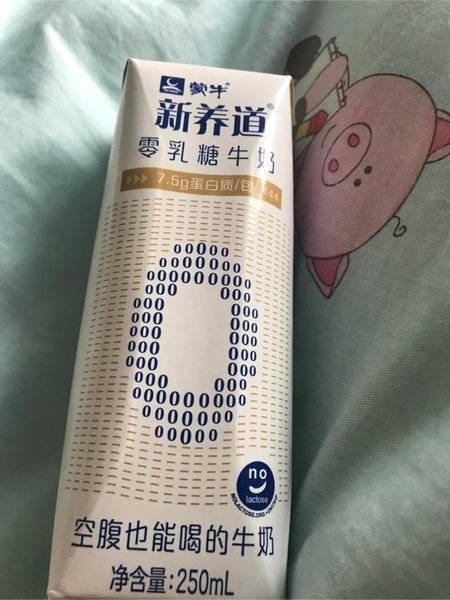 蒙牛®
新养道®
零乳糖牛奶
>>> 7.5g蛋白质/包 <<<
no
lactose
空腹也能喝的牛奶
净含量:250mL